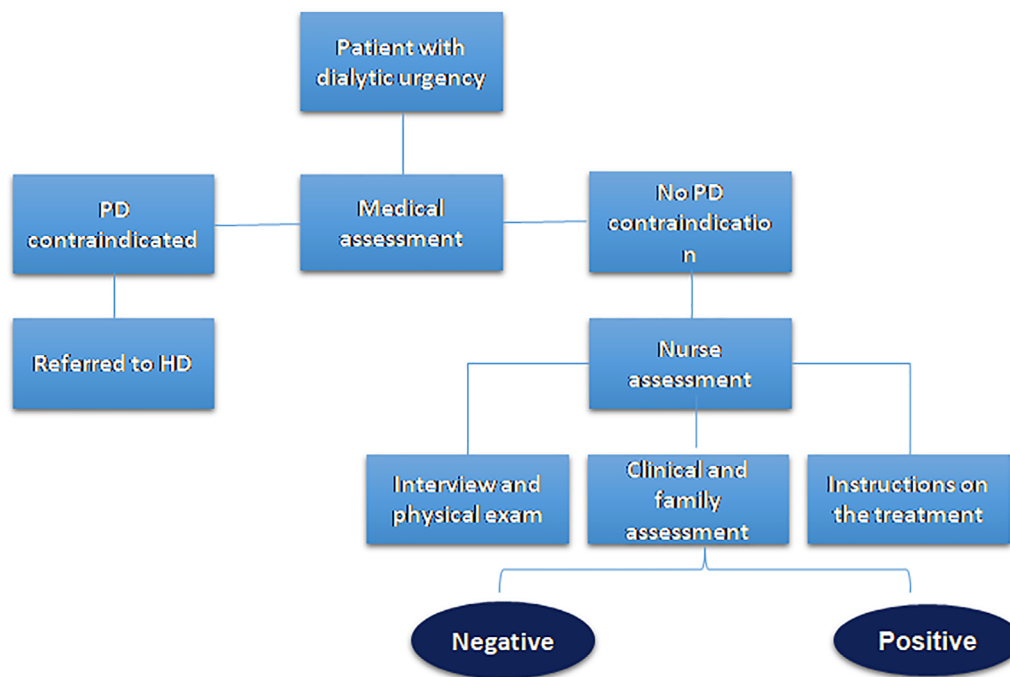 Patient with
dialytic urgency
PD
contraindicated
Medical
assessment
No PD
contraindicatio
n
Referred to HD
Nurse
assessment
Interview and
physical exam
Clinical and
family
assessment
Instructions on
the treatment
Negative
Positive